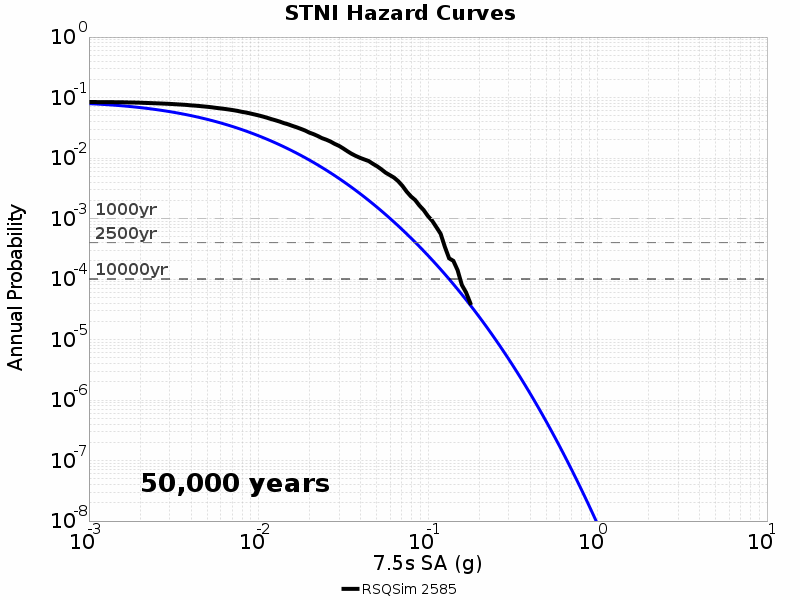 STNI Hazard Curves
10^0
10^-1
10^-2
10^-3
10^-4
10^-5
10^-6
10^-7
10^-8
Annual Probability
1000yr
2500yr
10000yr
50,000 years
10^-3
10^-2
10^-1
10^0
10^1
7.5s SA (g)
RSQSim 2585